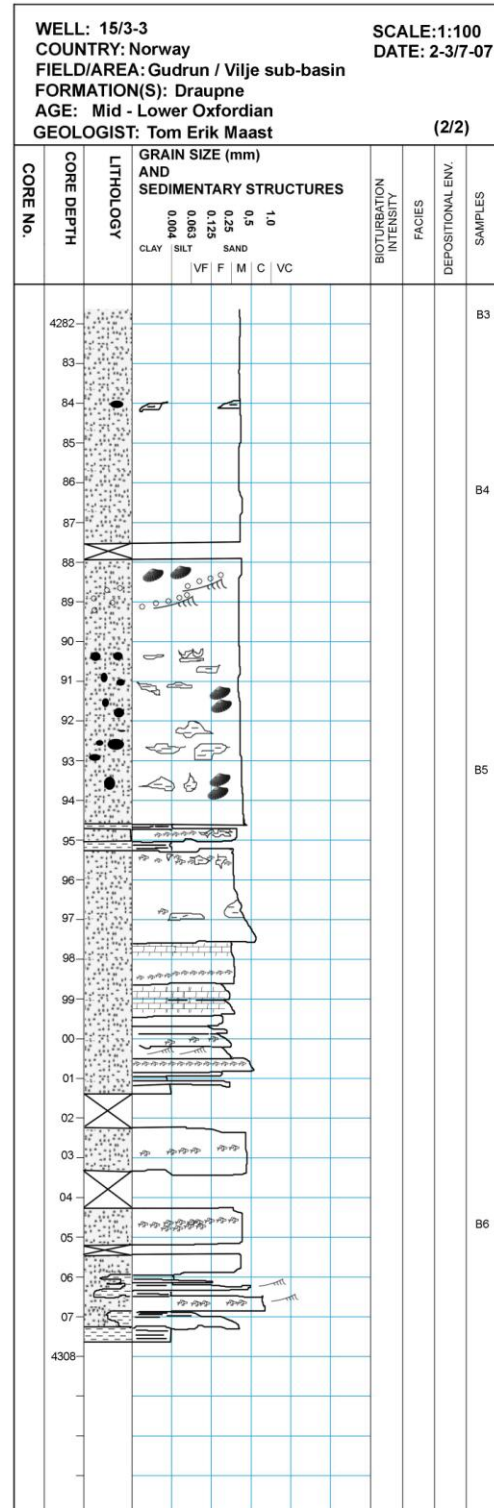 WELL: 15/3-3
SCALE:1:100
COUNTRY: Norway
DATE: 2-3/7-07
FIELD/AREA: Gudrun / Vilje sub-basin
FORMATION(S): Draupne
AGE: Mid - Lower Oxfordian
GEOLOGIST: Tom Erik Maast
(2/2)
CORE No.
CORE DEPTH
LITHOLOGY
GRAIN SIZE (mm)
AND
SEDIMENTARY STRUCTURES
0.004 0.063 0.125 0.25 0.5 1.0
CLAY SILT SAND
VF F M C VC
BIOTURBATION
INTENSITY
FACIES
DEPOSITIONAL ENV.
SAMPLES
B3
4282
83
84
85
86
B4
87
88
89
90
91
92
93
B5
94
95
96
97
98
99
00
01
02
03
04
B6
05
06
07
4308